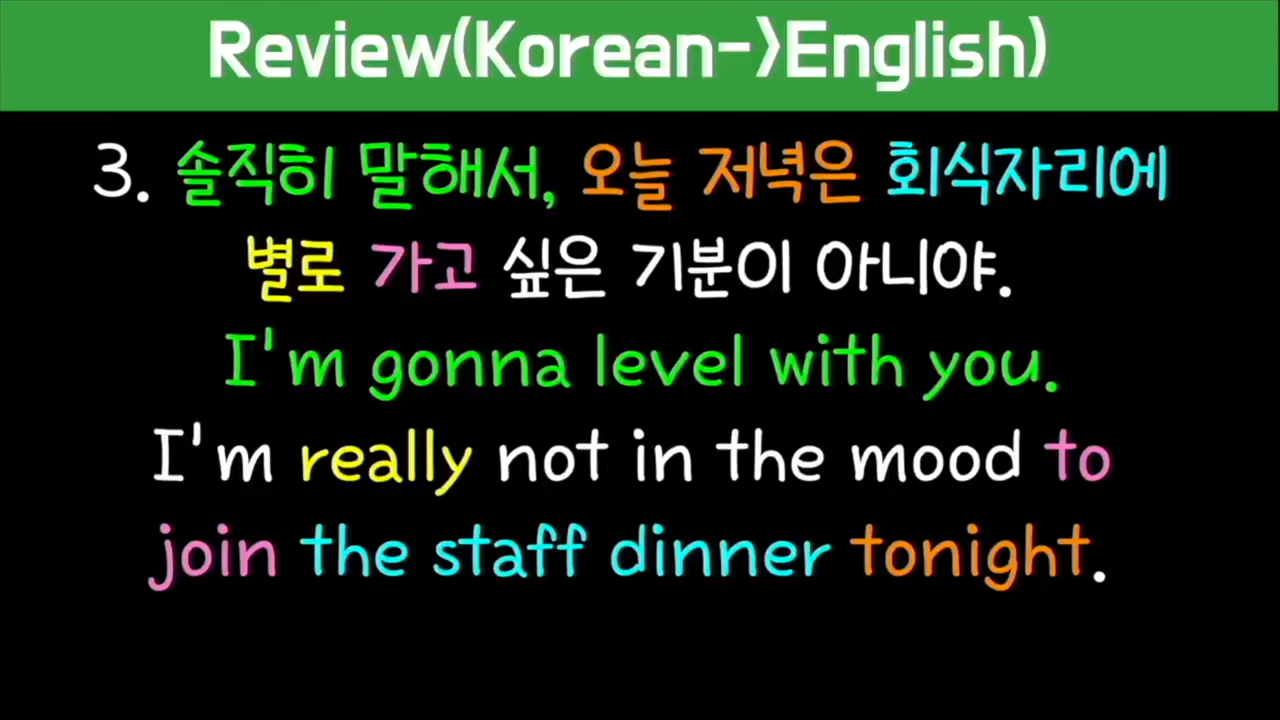 Review(Korean->English)
3. 솔직히 말해서, 오늘 저녁은 회식자리에
별로 가고 싶은 기분이 아니야.
I'm gonna level with you.
I'm really not in the mood to
join the staff dinner tonight.